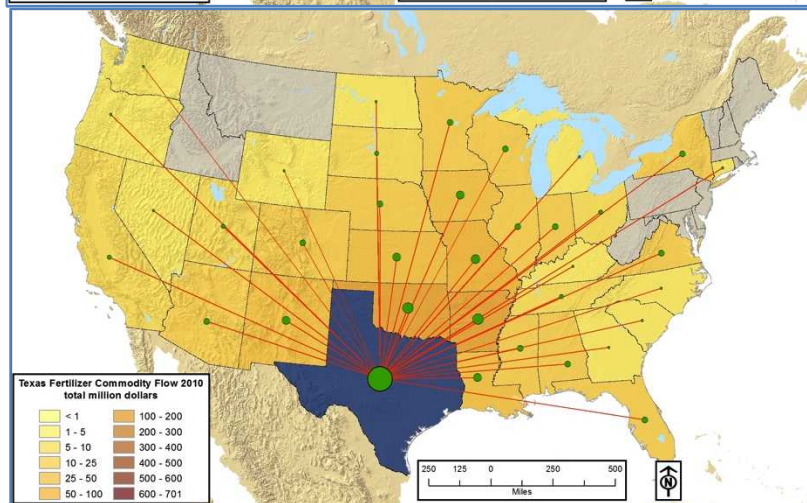 Texas Fertilizer Commodity Flow 2010
total million dollars
< 1
1 - 5
5 - 10
10 - 25
25 - 50
50 - 100
100 - 200
200 - 300
300 - 400
400 - 500
500 - 600
600 - 701
250 125 0 250 500
Miles
N